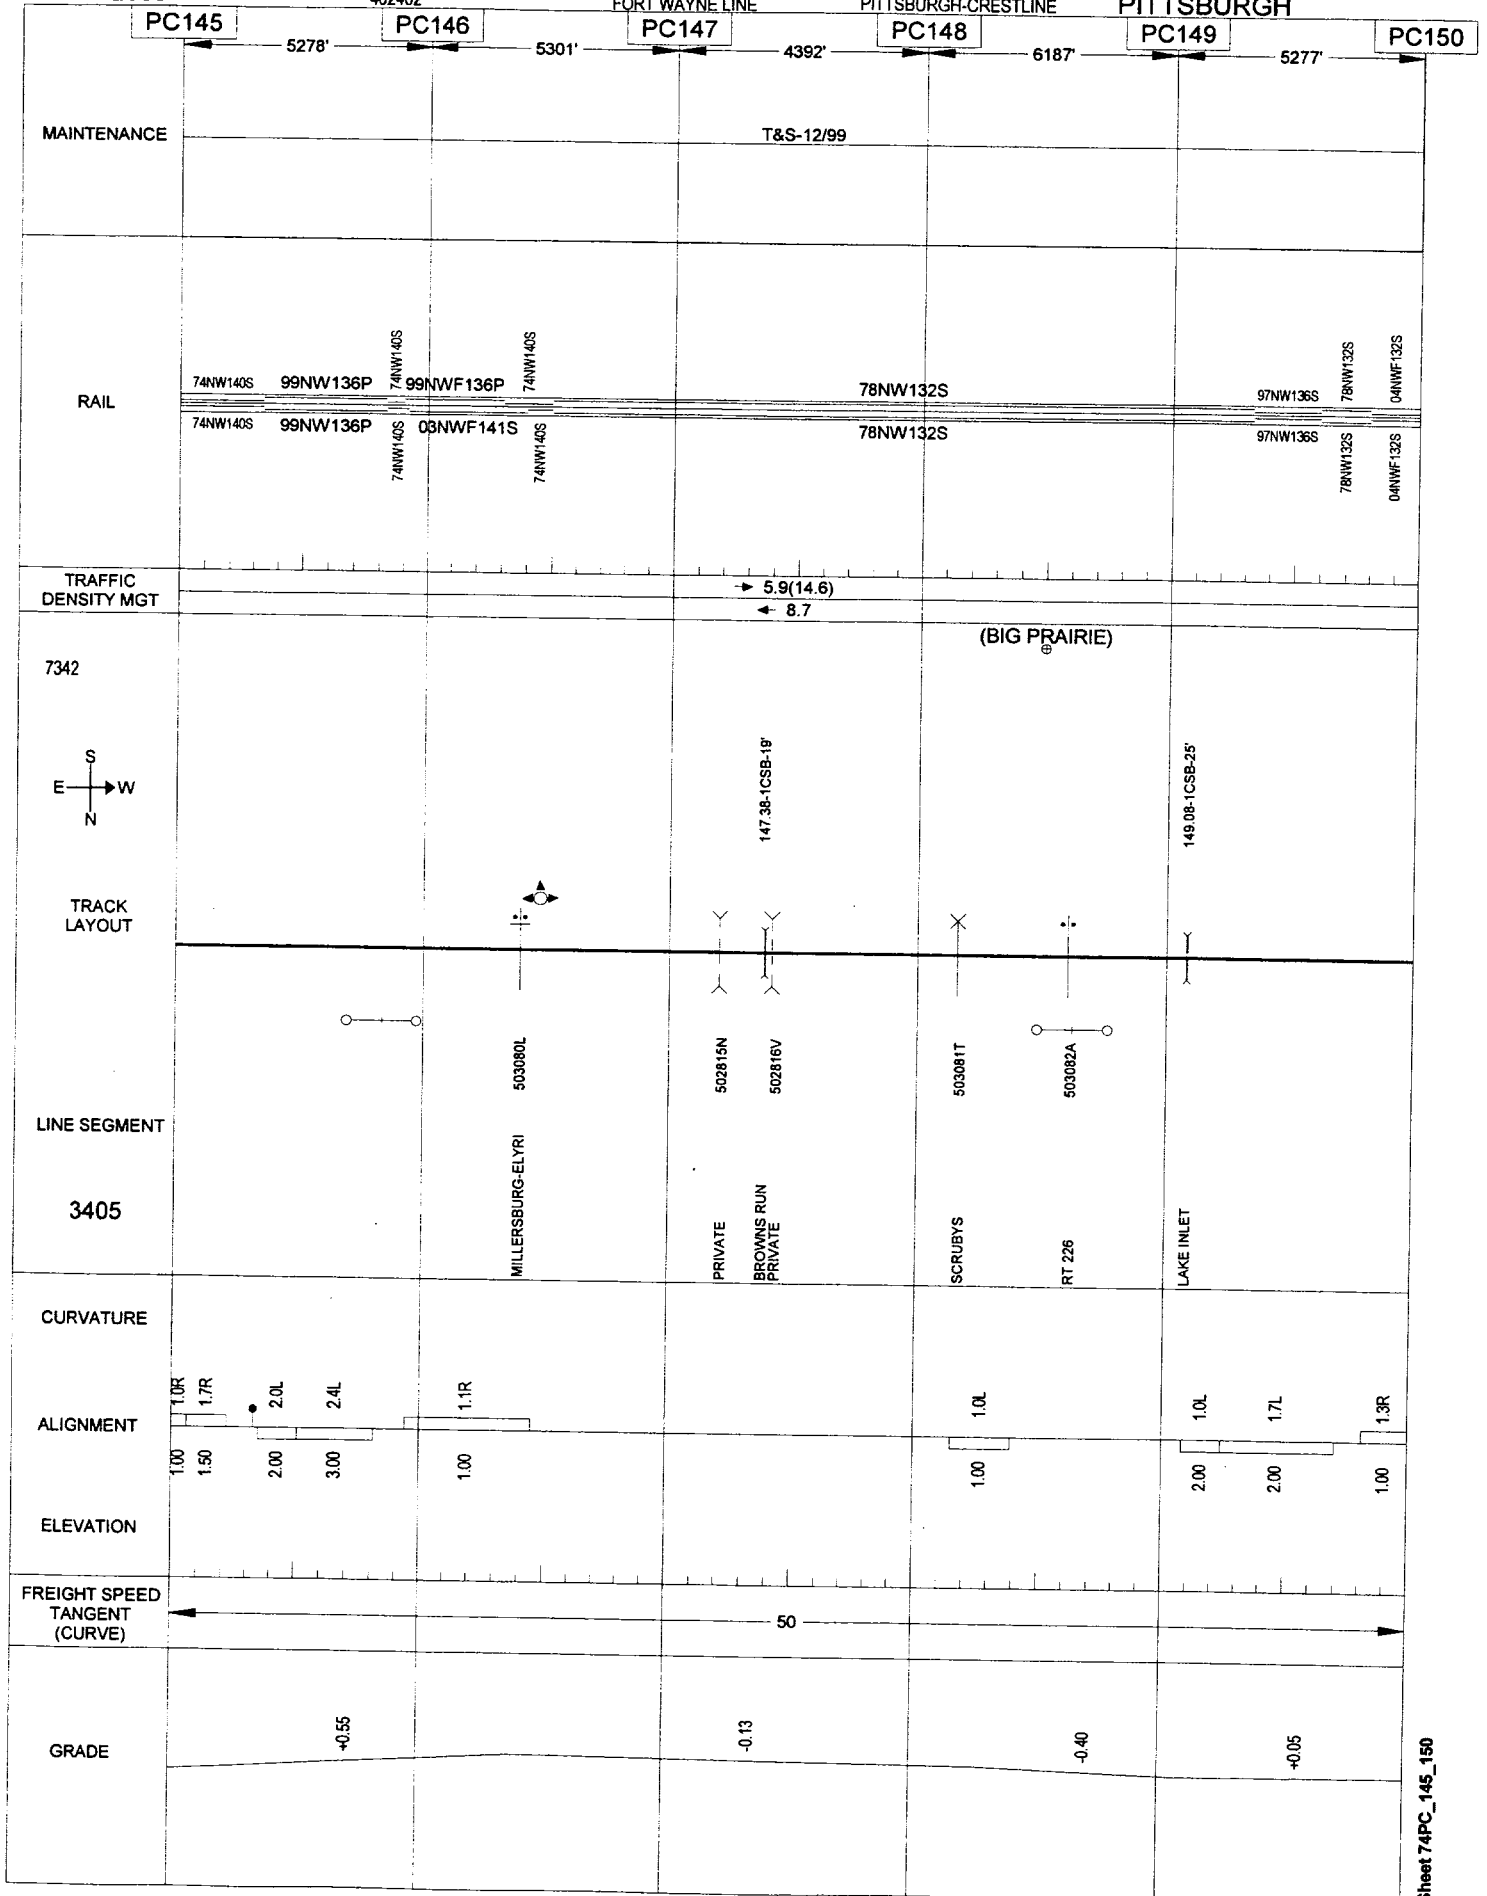 FORT WAYNE LINE
PITTSBURGH-CRESTLINE
PITTSBURGH
PC145
PC146
PC147
PC148
PC149
PC150
5278'
5301'
4392'
6187'
5277'
MAINTENANCE
T&S-12/99
RAIL
74NW140S
99NW136P
74NW140S
99NWF136P
74NW140S
78NW132S
97NW136S
78NW132S
04NWF132S
74NW140S
99NW136P
74NW140S
03NWF141S
74NW140S
78NW132S
97NW136S
78NW132S
04NWF132S
TRAFFIC
DENSITY MGT
5.9(14.6)
8.7
(BIG PRAIRIE)
7342
S
E
W
N
147.38-1CSB-19'
149.08-1CSB-25'
TRACK
LAYOUT
503080L
502815N
502816V
503081T
503082A
LINE SEGMENT
3405
MILLERSBURG-ELYRI
PRIVATE
BROWNS RUN
PRIVATE
SCRUBYS
RT 226
LAKE INLET
CURVATURE
1.0R
1.7R
2.0L
2.4L
1.1R
1.0L
1.0L
1.7L
1.3R
ALIGNMENT
1.00
1.50
2.00
3.00
1.00
1.00
2.00
2.00
1.00
ELEVATION
FREIGHT SPEED
TANGENT
(CURVE)
50
GRADE
+0.55
-0.13
-0.40
+0.05
Sheet 74PC_145_150